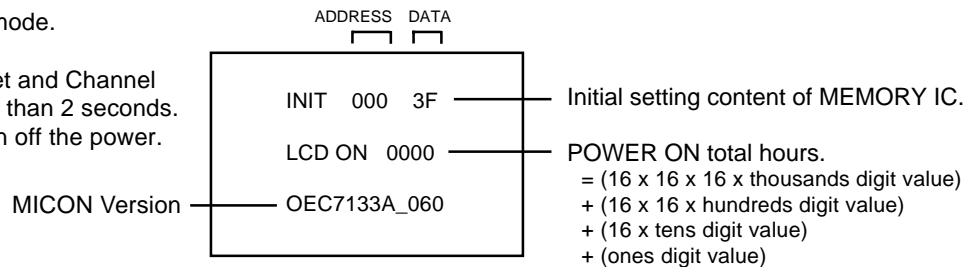 node.
ADDRESS DATA
et and Channel
than 2 seconds.
off the power.
INIT 000 3F
Initial setting content of MEMORY IC.
LCD ON 0000
POWER ON total hours.
= (16 x 16 x 16 x thousands digit value)
MICON Version
OEC7133A_060
+ (16 x 16 x hundreds digit value)
+ (16 x tens digit value)
+ (ones digit value)